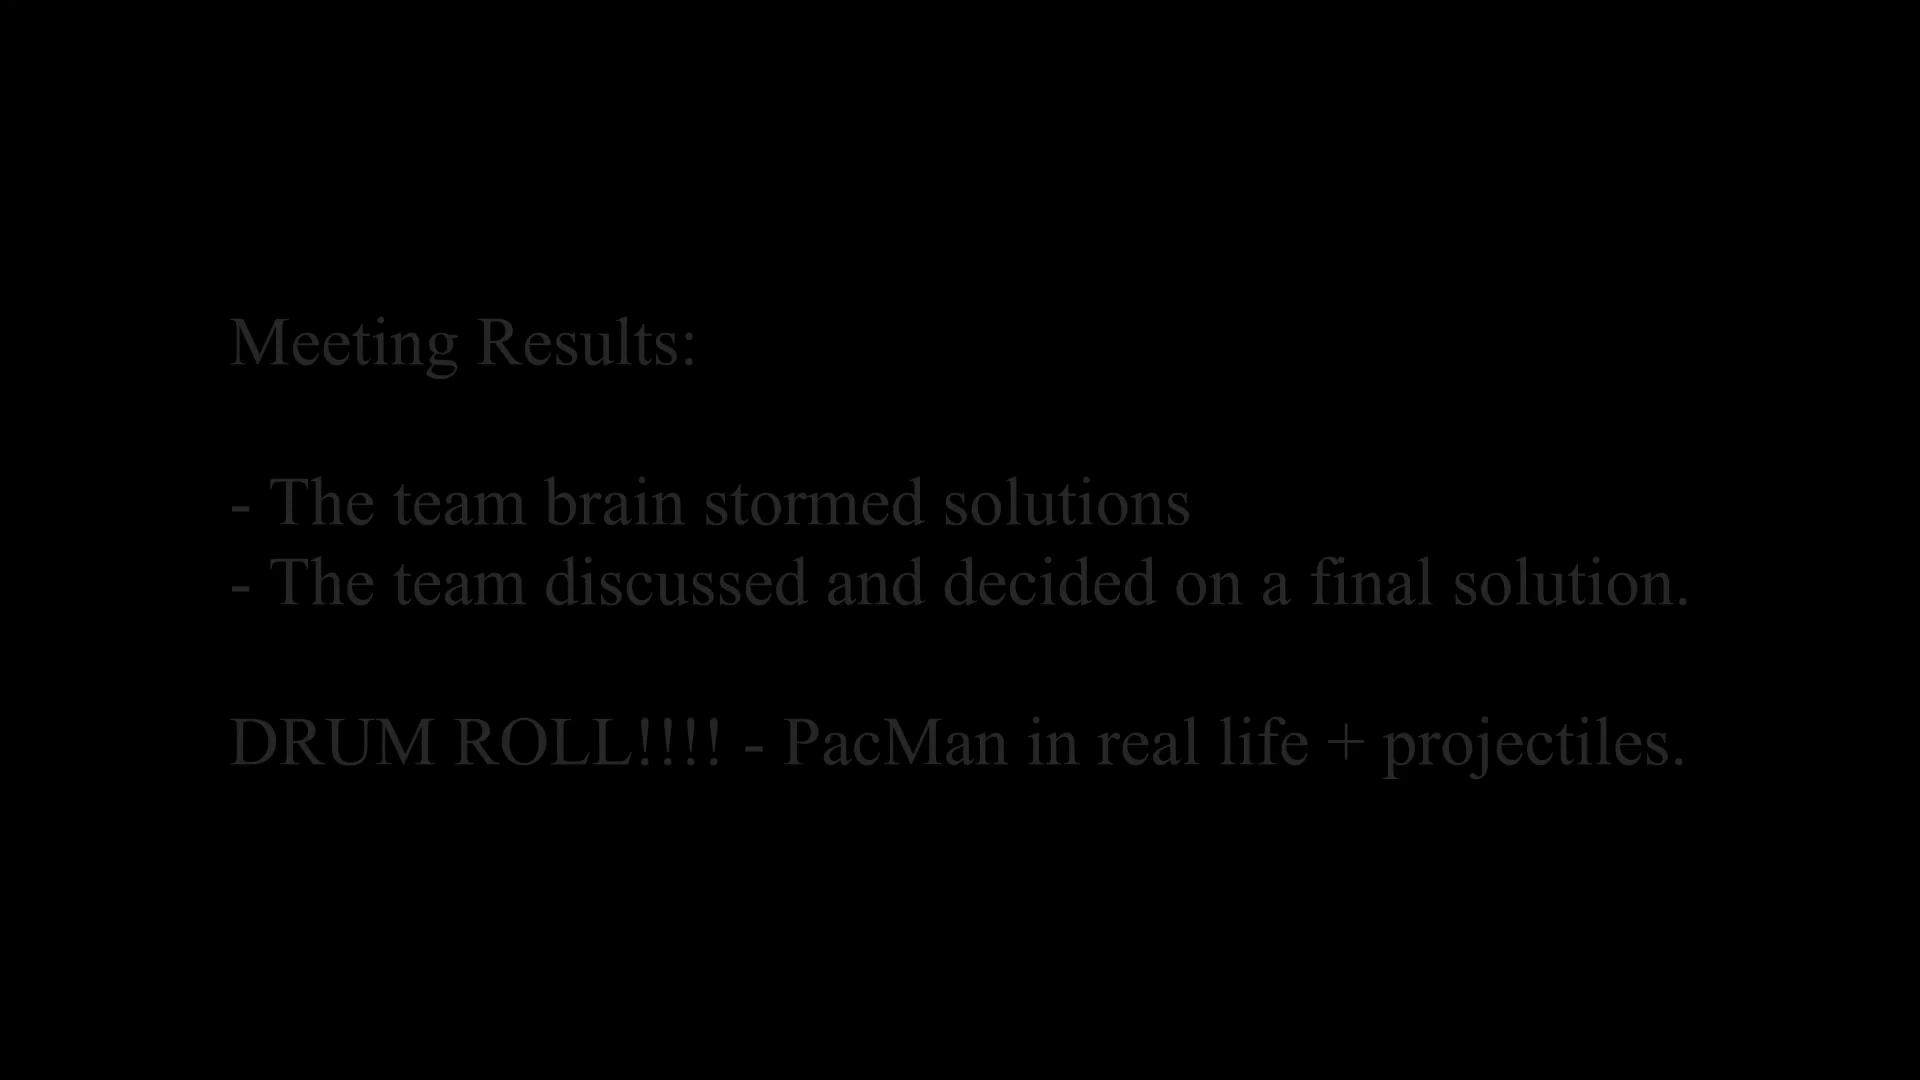 Meeting Results:
- The team brain stormed solutions
- The team discussed and decided on a final solution.
DRUM ROLL!!!! - PacMan in real life + projectiles.